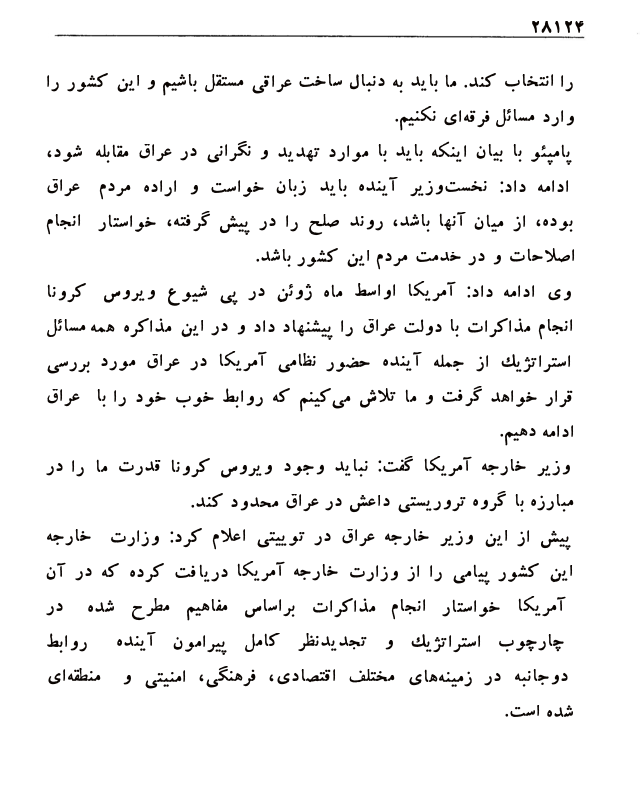 ۲۸۱۲۴
را انتخاب کند. ما باید به دنبال ساخت عراقی مستقل باشیم و این کشور را
وارد مسائل فرقه‌ای نکنیم.
پامپئو با بیان اینکه باید با موارد تهدید و نگرانی در عراق مقابله شود،
ادامه داد: نخست‌وزیر آینده باید زبان خواست و اراده مردم عراق
بوده، از میان آنها باشد، روند صلح را در پیش گرفته، خواستار انجام
اصلاحات و در خدمت مردم این کشور باشد.
وی ادامه داد: آمریکا اواسط ماه ژوئن در پی شیوع ویروس کرونا
انجام مذاکرات با دولت عراق را پیشنهاد داد و در این مذاکره همه مسائل
استراتژیك از جمله آینده حضور نظامی آمریکا در عراق مورد بررسی
قرار خواهد گرفت و ما تلاش می‌کینم که روابط خوب خود را با عراق
ادامه دهیم.
وزیر خارجه آمریکا گفت: نباید وجود ویروس کرونا قدرت ما را در
مبارزه با گروه تروریستی داعش در عراق محدود کند.
پیش از این وزیر خارجه عراق در توییتی اعلام کرد: وزارت خارجه
این کشور پیامی را از وزارت خارجه آمریکا دریافت کرده که در آن
آمریکا خواستار انجام مذاکرات براساس مفاهیم مطرح شده در
چارچوب استراتژیك و تجدیدنظر کامل پیرامون آینده روابط
دوجانبه در زمینه‌های مختلف اقتصادی، فرهنگی، امنیتی و منطقه‌ای
شده است.